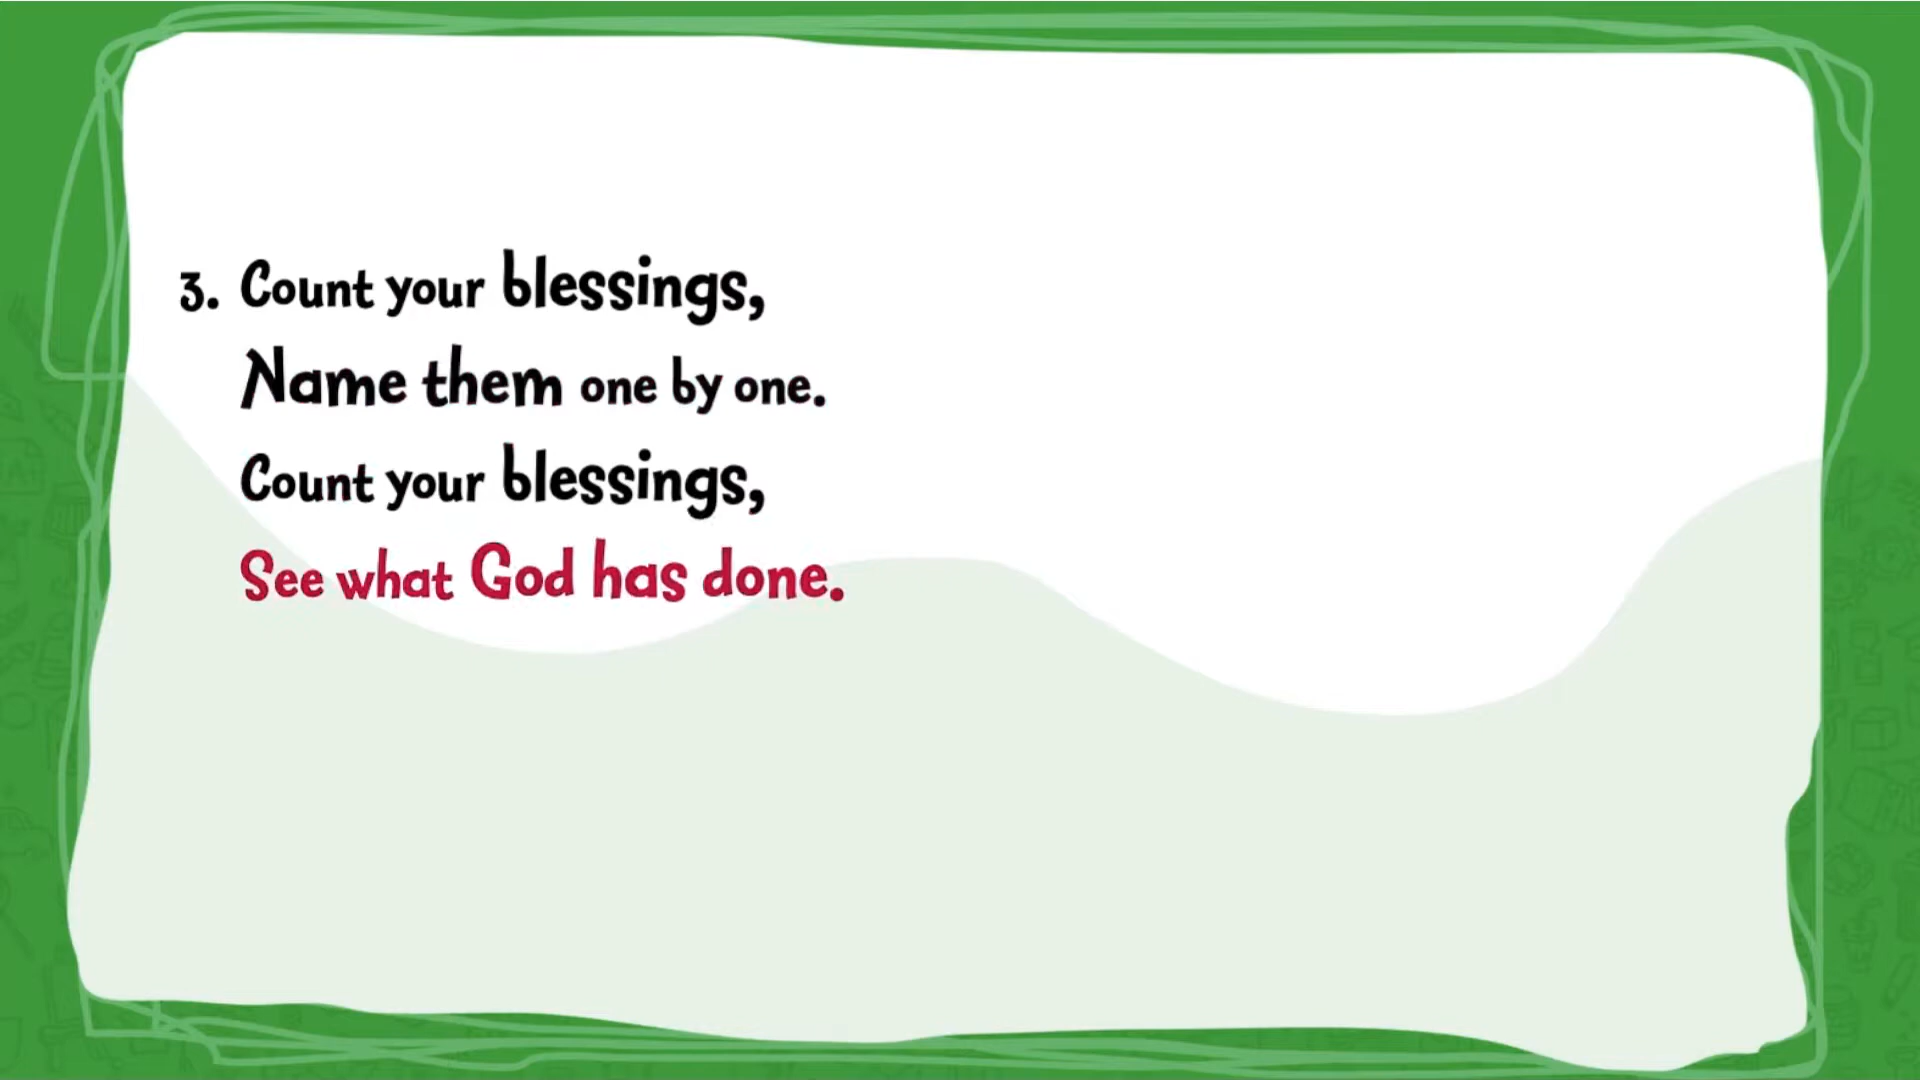 3. Count your blessings,
Name them one by one.
Count your blessings,
See what God has done.